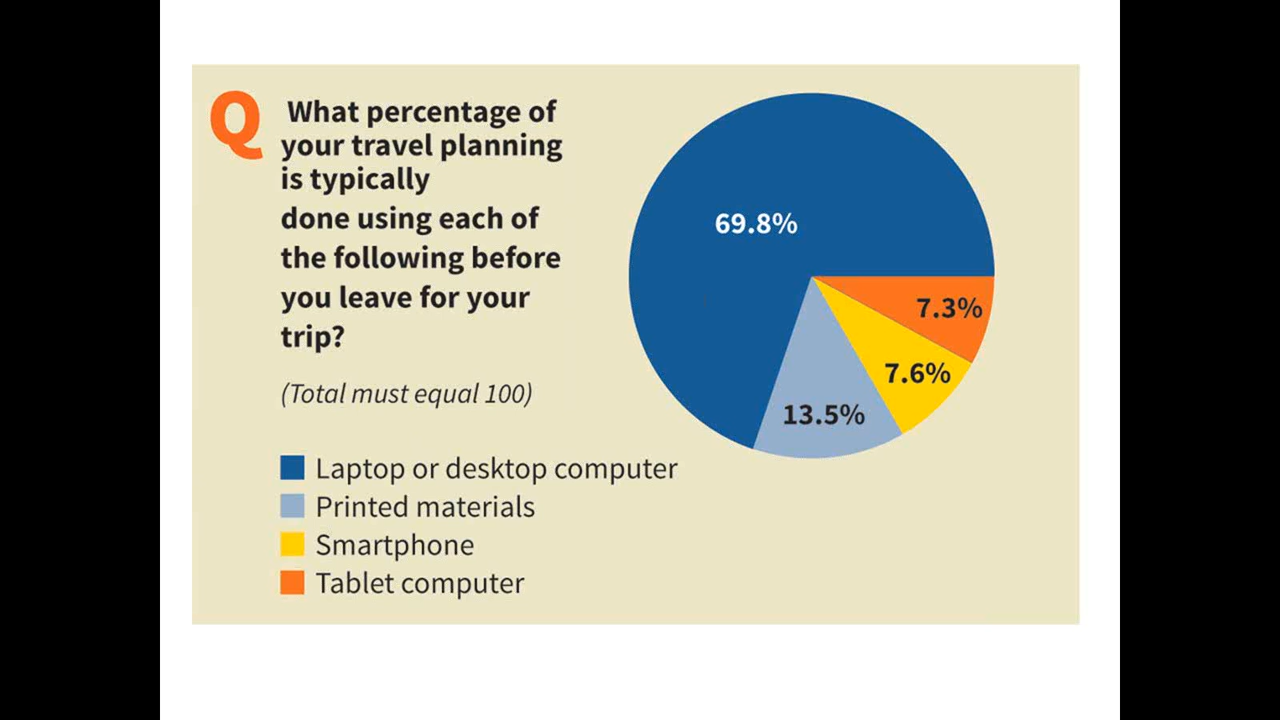 Q What percentage of
your travel planning
is typically
done using each of
the following before
you leave for your
trip?
(Total must equal 100)
69.8%
7.3%
7.6%
13.5%
Laptop or desktop computer
Printed materials
Smartphone
Tablet computer